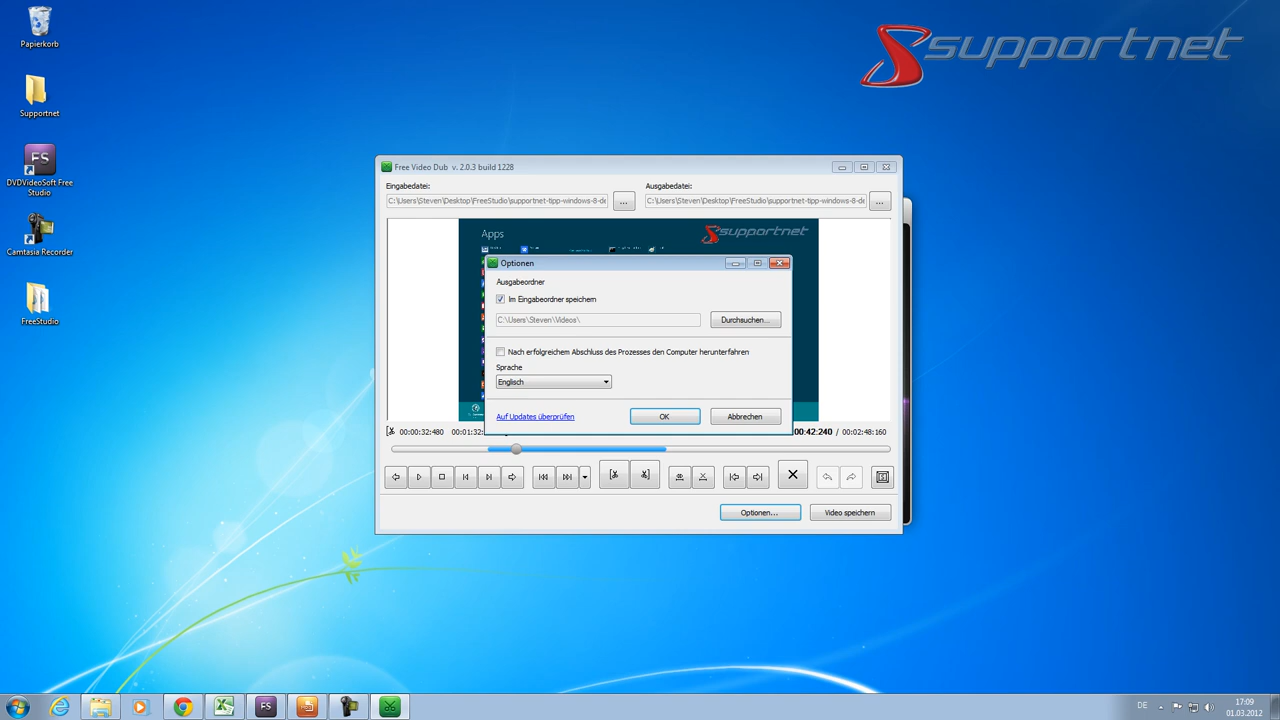 Papierkorb
Supportnet
DVDVideoSoft Free
Studio
Camtasia Recorder
FreeStudio
supportnet
Free Video Dub v. 2.0.3 build 1228
Eingabedatei:
Ausgabedatei:
C:\Users\Steven\Desktop\FreeStudio\supportnet-tipp-windows-8-de
...
C:\Users\Steven\Desktop\FreeStudio\supportnet-tipp-windows-8-de
...
Apps
supportnet
Optionen
Ausgabeordner
Im Eingabeordner speichern
C:\Users\Steven\Videos\
Durchsuchen...
Nach erfolgreichem Abschluss des Prozesses den Computer herunterfahren
Sprache
Englisch
Auf Updates überprüfen
OK
Abbrechen
00:00:32:480
00:01:32:
00:42:240 / 00:02:48:160
Optionen...
Video speichern
FS
FS
DE
17:09
01.03.2012